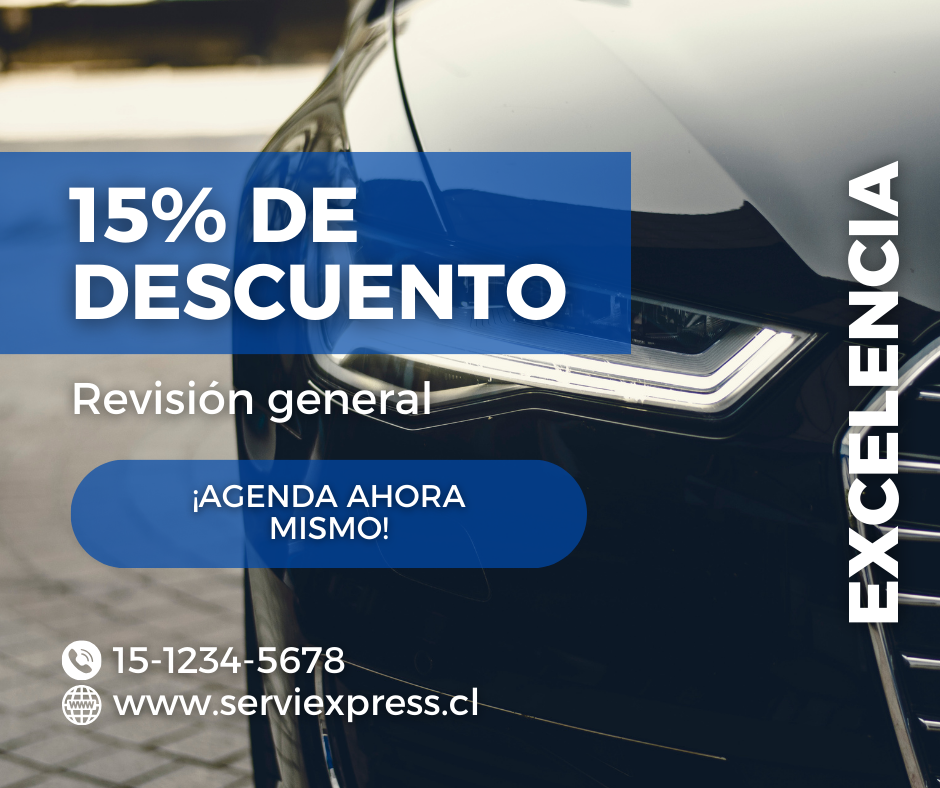 15% DE
DESCUENTO
Revisión general
¡AGENDA AHORA
MISMO!
15-1234-5678
www.serviexpress.cl
EXCELENCIA